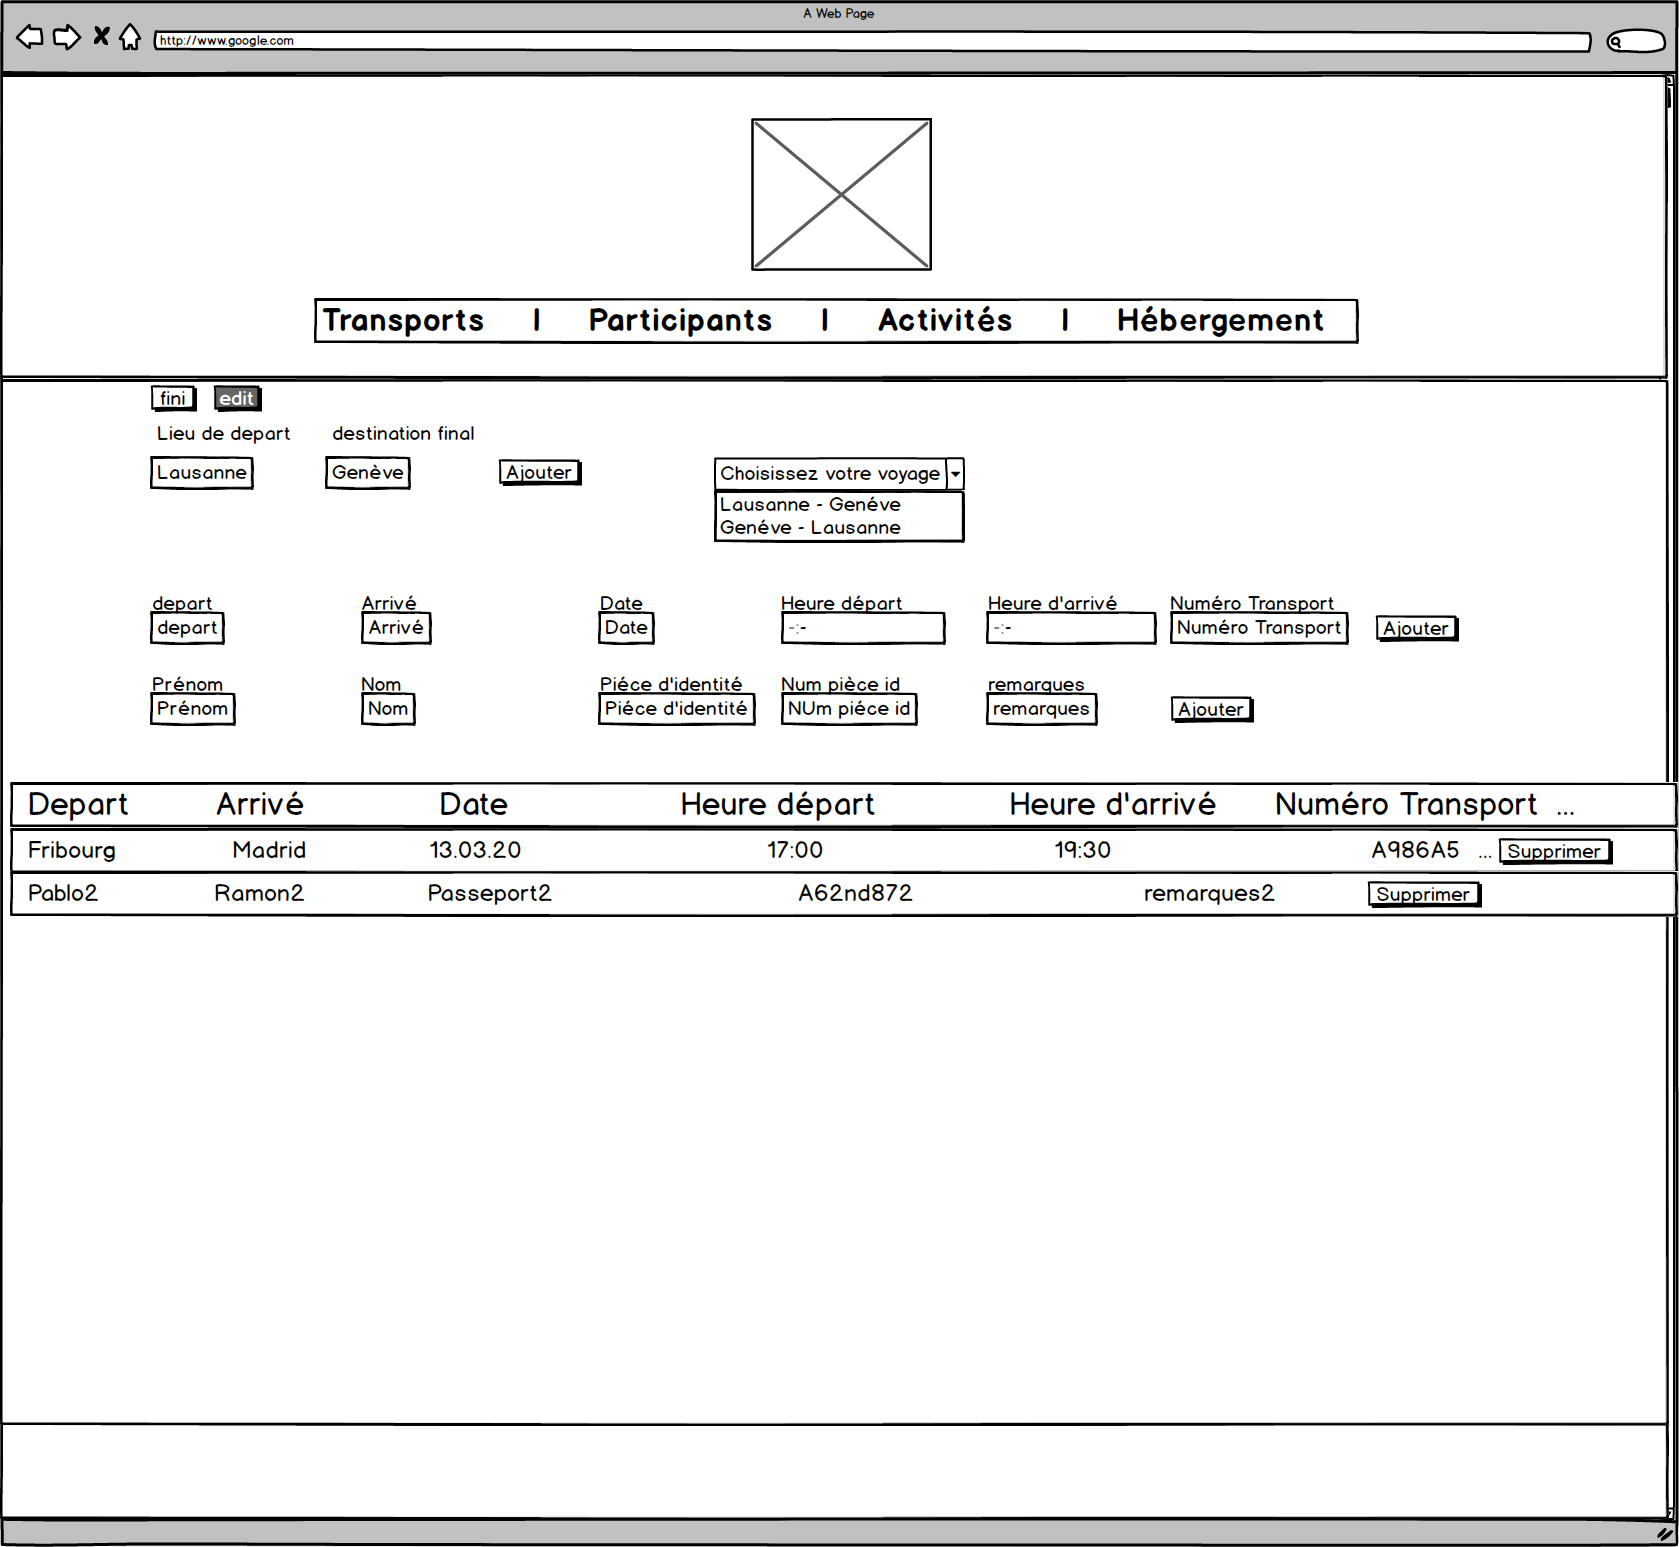 A Web Page
http://www.google.com
Transports | Participants | Activités | Hébergement
fini edit
Lieu de depart destination final
Lausanne Genève Ajouter Choisissez votre voyage
Lausanne - Genéve
Genéve - Lausanne
depart Arrivé Date Heure départ Heure d'arrivé Numéro Transport
depart Arrivé Date -:- -:- Numéro Transport Ajouter
Prénom Nom Piéce d'identité Num pièce id remarques
Prénom Nom Piéce d'identité NUm piéce id remarques Ajouter
Depart Arrivé Date Heure départ Heure d'arrivé Numéro Transport ...
Fribourg Madrid 13.03.20 17:00 19:30 A986A5 ... Supprimer
Pablo2 Ramon2 Passeport2 A62nd872 remarques2 Supprimer